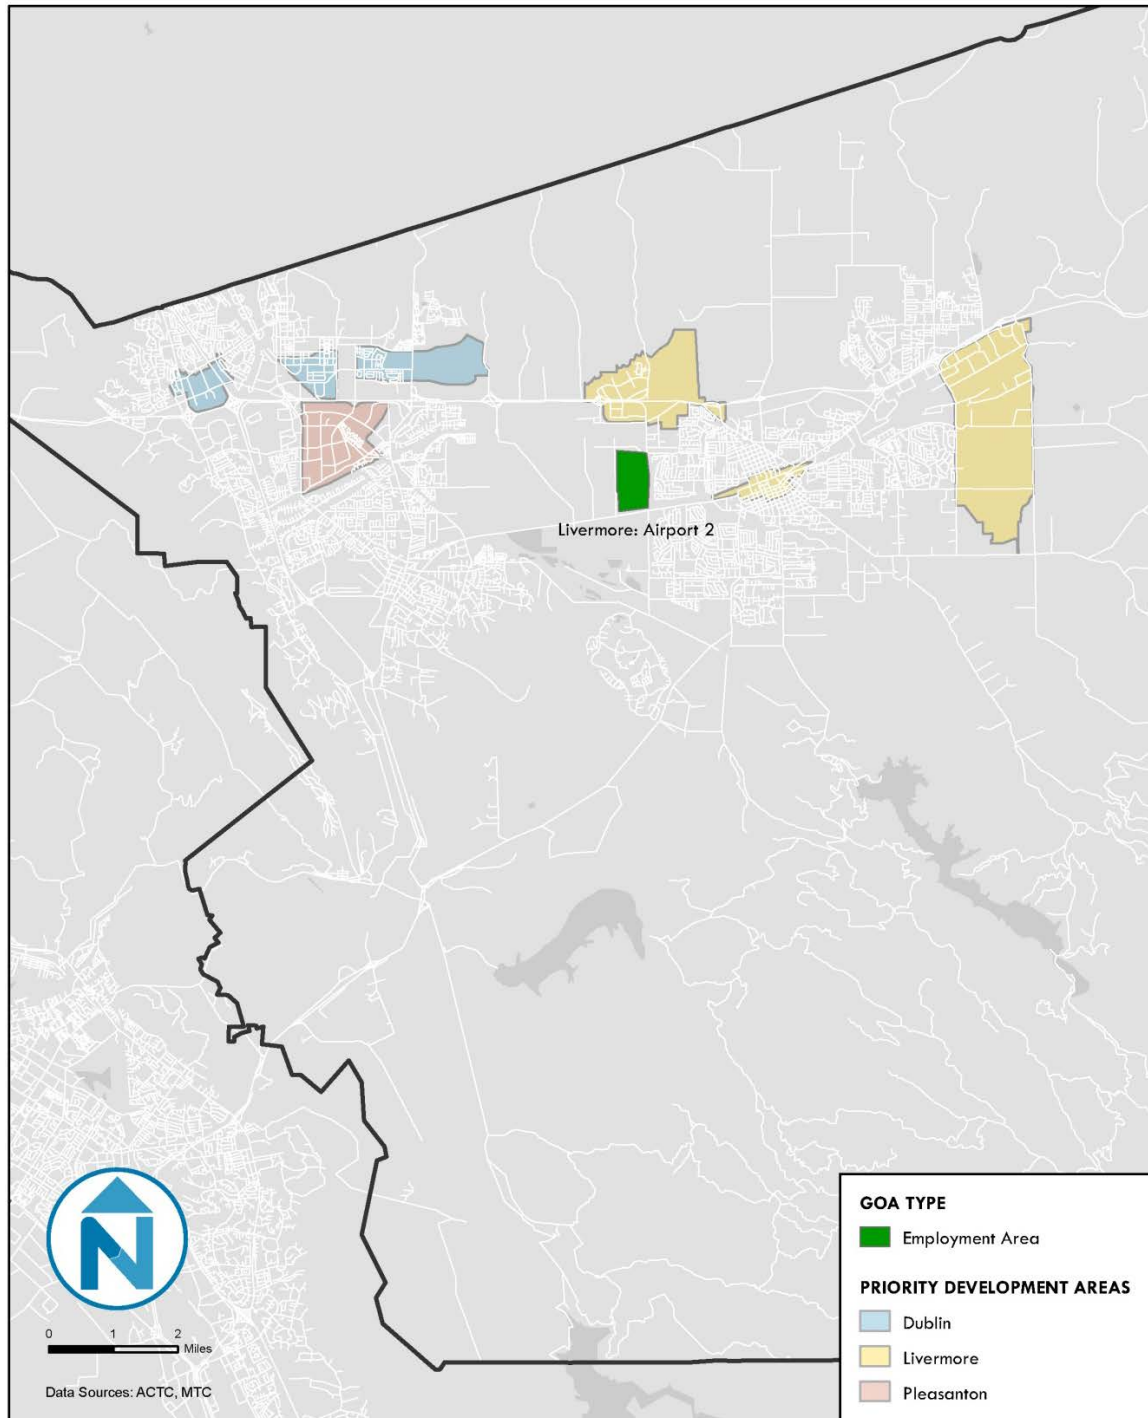 Livermore: Airport 2
N
0 1 2
Miles
Data Sources: ACTC, MTC
GOA TYPE
Employment Area
PRIORITY DEVELOPMENT AREAS
Dublin
Livermore
Pleasanton